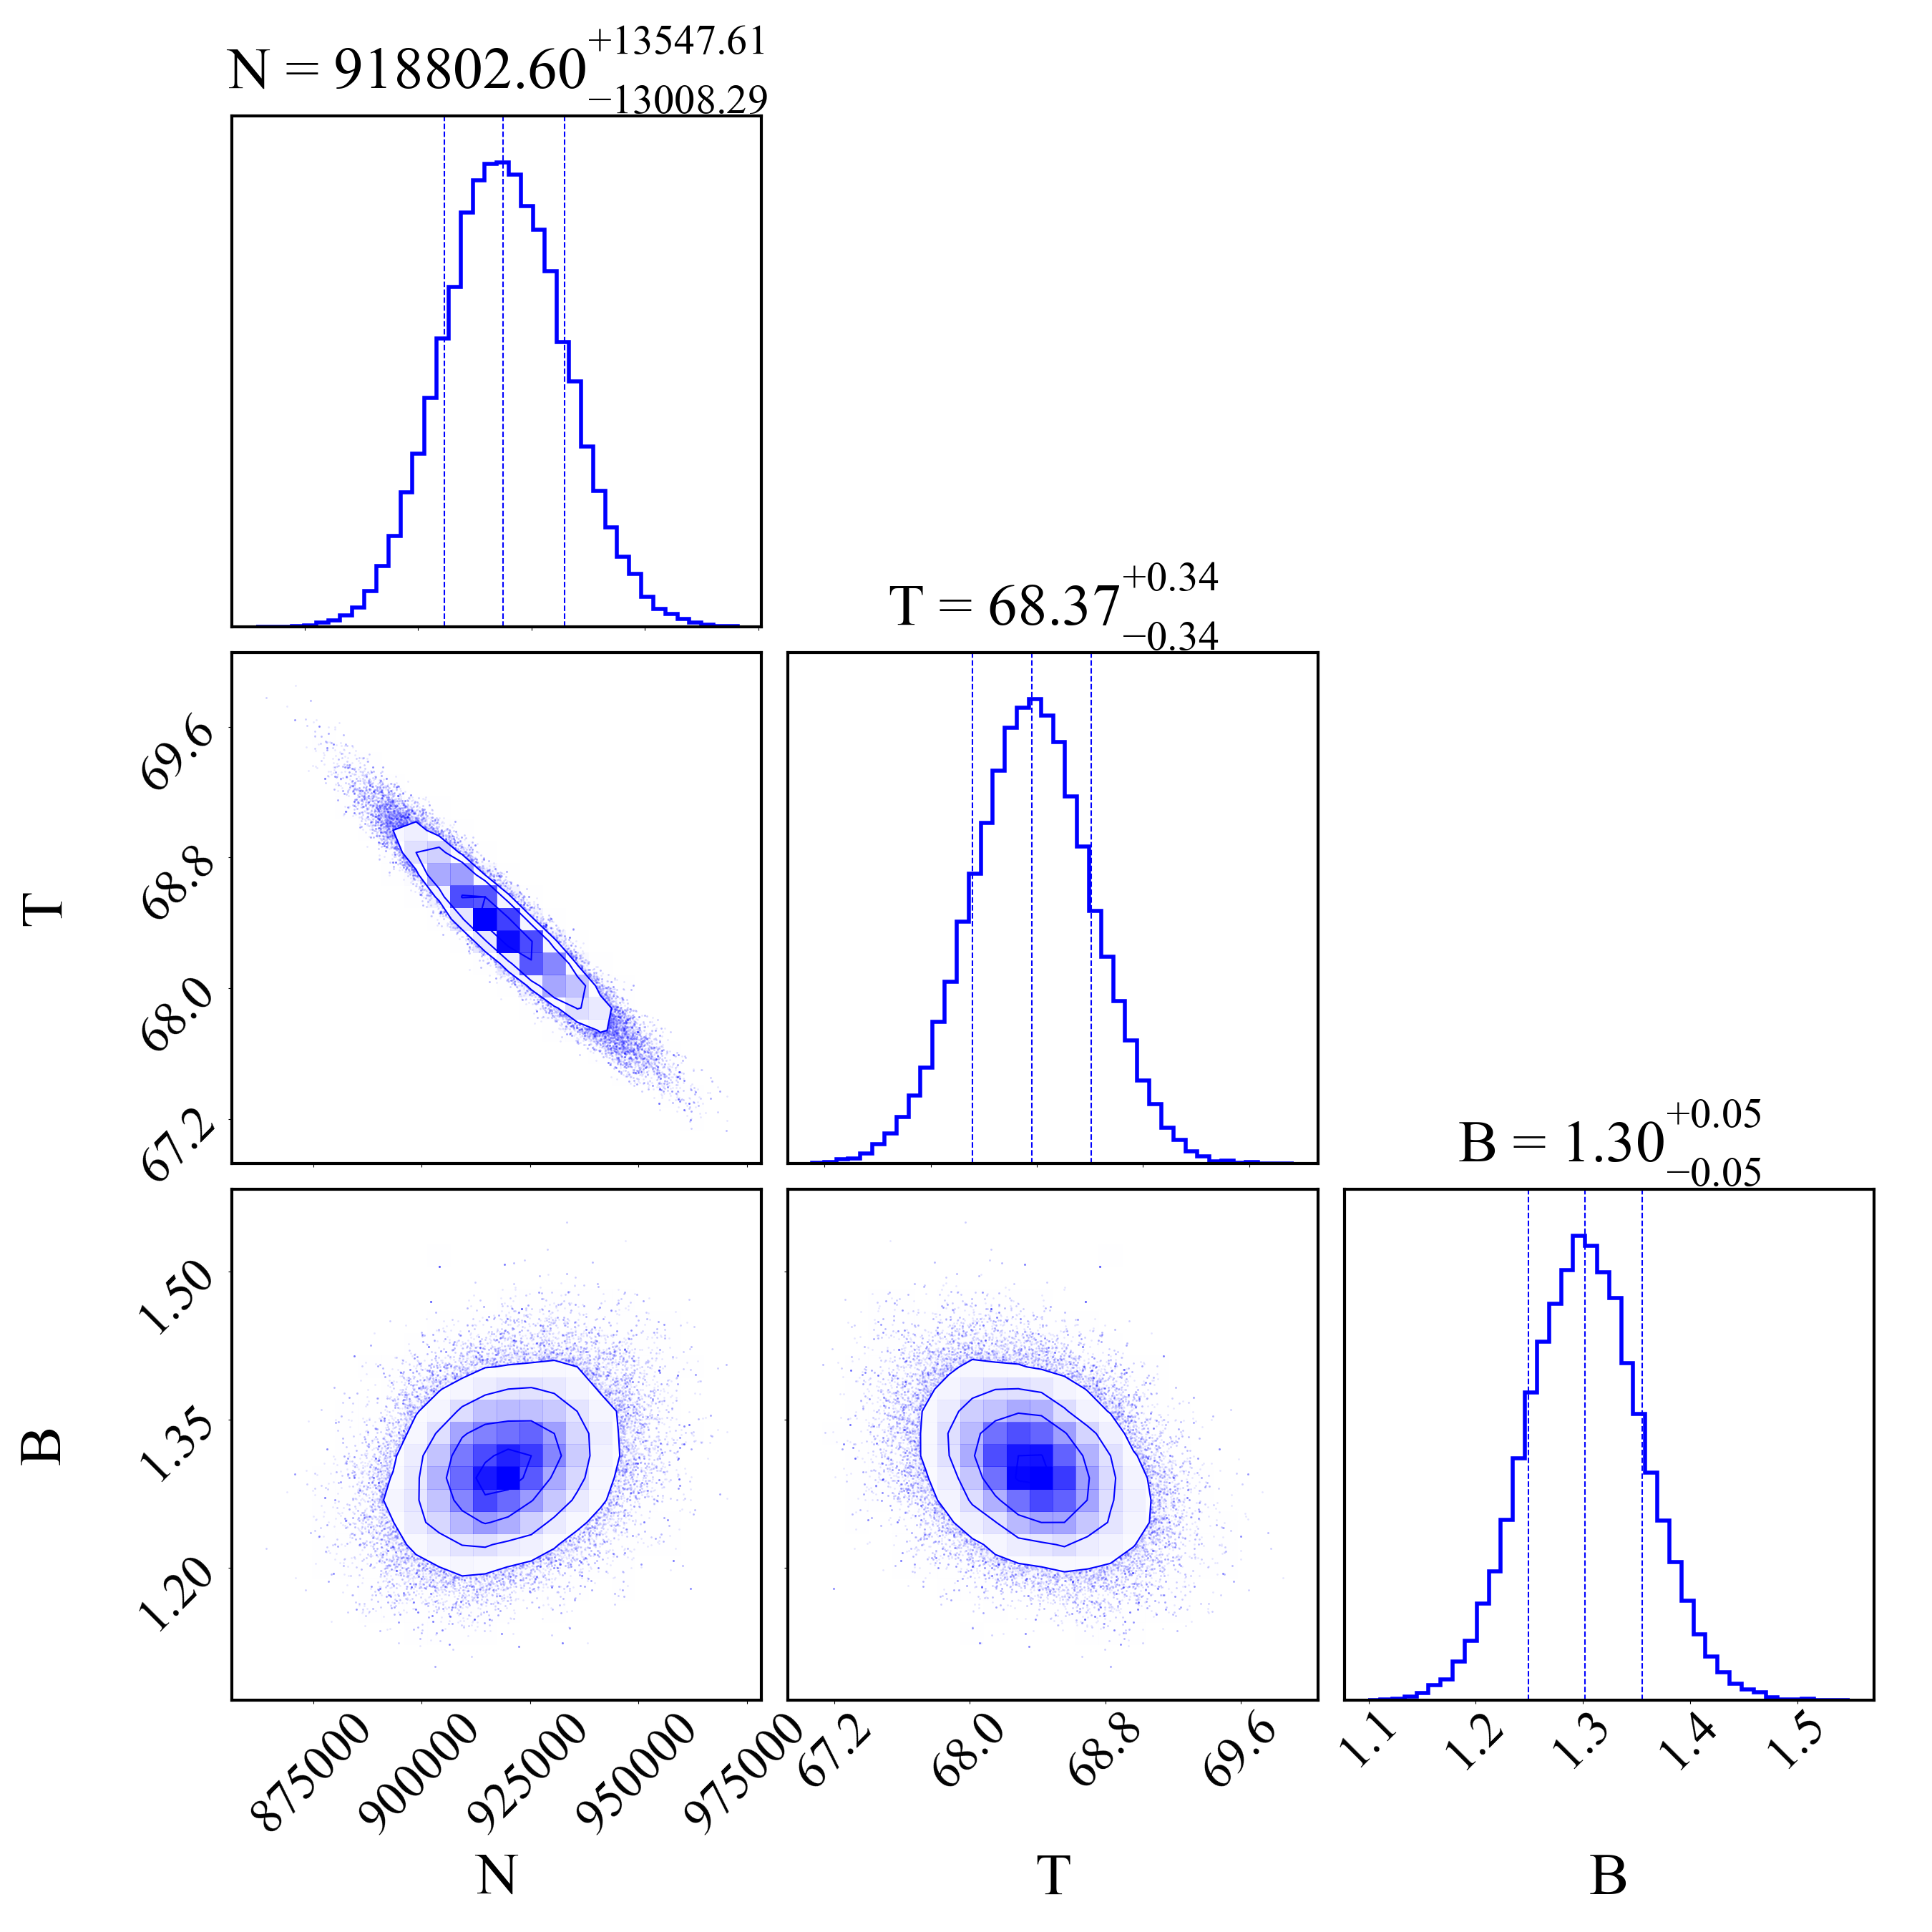 N = 918802.60 +13547.61 −13008.29
T = 68.37 +0.34 −0.34
69.6
68.8
68.0
67.2
T
B = 1.30 +0.05 −0.05
1.50
1.35
1.20
B
875000 900000 925000 950000 975000
67.2 68.0 68.8 69.6
1.1 1.2 1.3 1.4 1.5
N T B